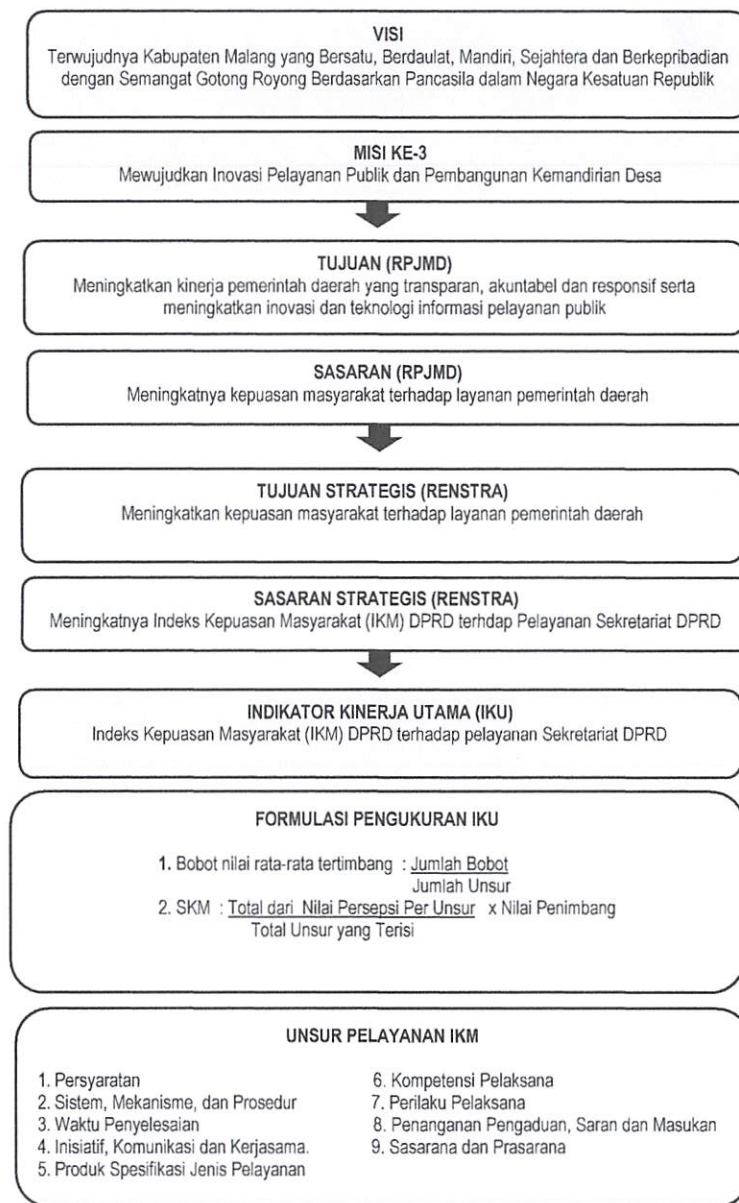 VISI
Terwujudnya Kabupaten Malang yang Bersatu, Berdaulat, Mandiri, Sejahtera dan Berkepribadian
dengan Semangat Gotong Royong Berdasarkan Pancasila dalam Negara Kesatuan Republik
MISI KE-3
Mewujudkan Inovasi Pelayanan Publik dan Pembangunan Kemandirian Desa
TUJUAN (RPJMD)
Meningkatkan kinerja pemerintah daerah yang transparan, akuntabel dan responsif serta
meningkatkan inovasi dan teknologi informasi pelayanan publik
SASARAN (RPJMD)
Meningkatnya kepuasan masyarakat terhadap layanan pemerintah daerah
TUJUAN STRATEGIS (RENSTRA)
Meningkatkan kepuasan masyarakat terhadap layanan pemerintah daerah
SASARAN STRATEGIS (RENSTRA)
Meningkatnya Indeks Kepuasan Masyarakat (IKM) DPRD terhdap Pelayanan Sekretariat DPRD
INDIKATOR KINERJA UTAMA (IKU)
Indeks Kepuasan Masyarakat (IKM) DPRD terhadap pelayanan Sekretariat DPRD
FORMULASI PENGUKURAN IKU
1. Bobot nilai rata-rata tertimbang : Jumlah Bobot
Jumlah Unsur
2. SKM : Total dari Nilai Persepsi Per Unsur x Nilai Penimbang
Total Unsur yang Terisi
UNSUR PELAYANAN IKM
1. Persyaratan
2. Sistem, Mekanisme, dan Prosedur
3. Waktu Penyelesaian
4. Inisiatif, Komunikasi dan Kerjasama.
5. Produk Spesifikasi Jenis Pelayanan
6. Kompetensi Pelaksana
7. Perilaku Pelaksana
8. Penanganan Pengaduan, Saran dan Masukan
9. Sasarana dan Prasarana